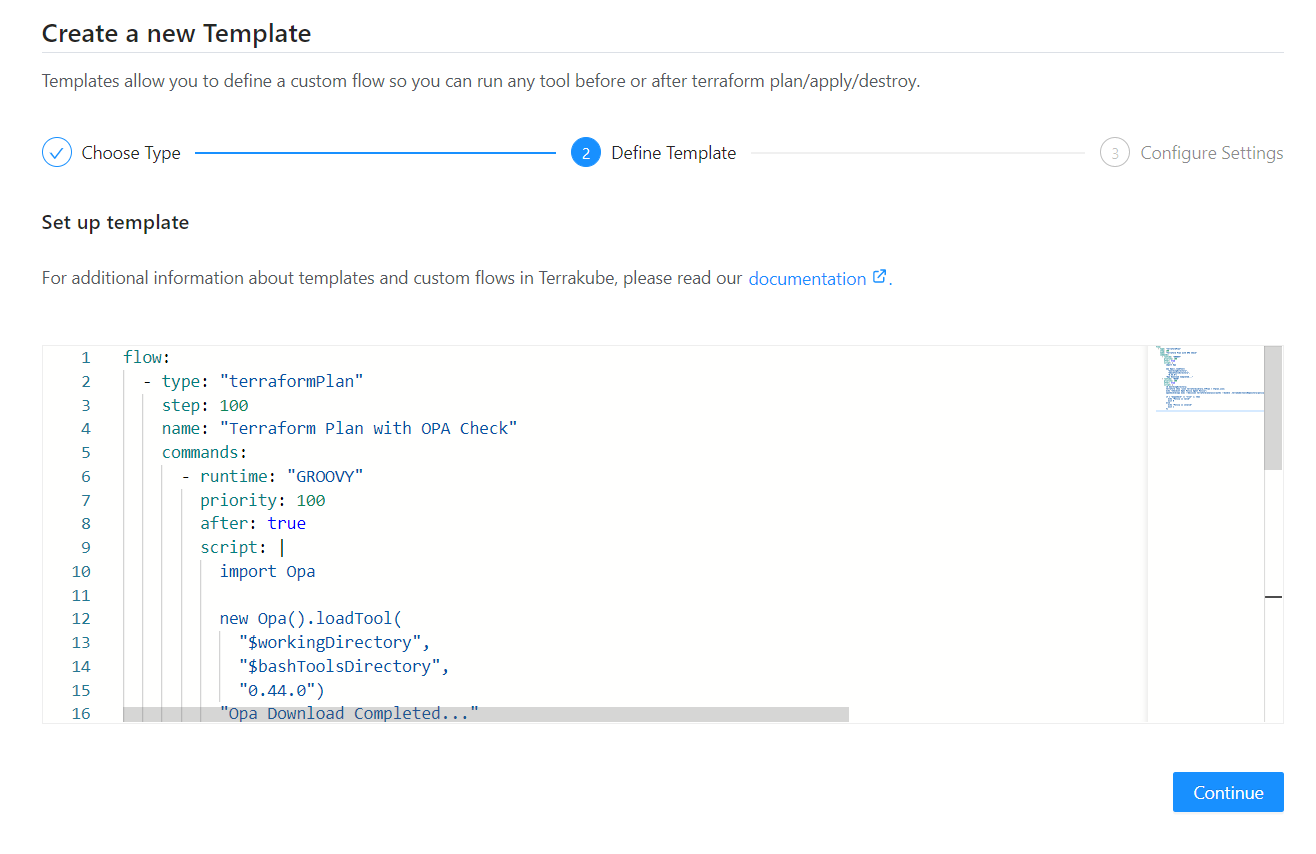 Create a new Template
Templates allow you to define a custom flow so you can run any tool before or after terraform plan/apply/destroy.
Choose Type
2 Define Template
3 Configure Settings
Set up template
For additional information about templates and custom flows in Terrakube, please read our documentation .
1 flow:
2   - type: "terraformPlan"
3     step: 100
4     name: "Terraform Plan with OPA Check"
5     commands:
6       - runtime: "GROOVY"
7         priority: 100
8         after: true
9         script: |
10           import Opa
11
12           new Opa().loadTool(
13             "$workingDirectory",
14             "$bashToolsDirectory",
15             "0.44.0")
16           "Opa Download Completed..."
Continue